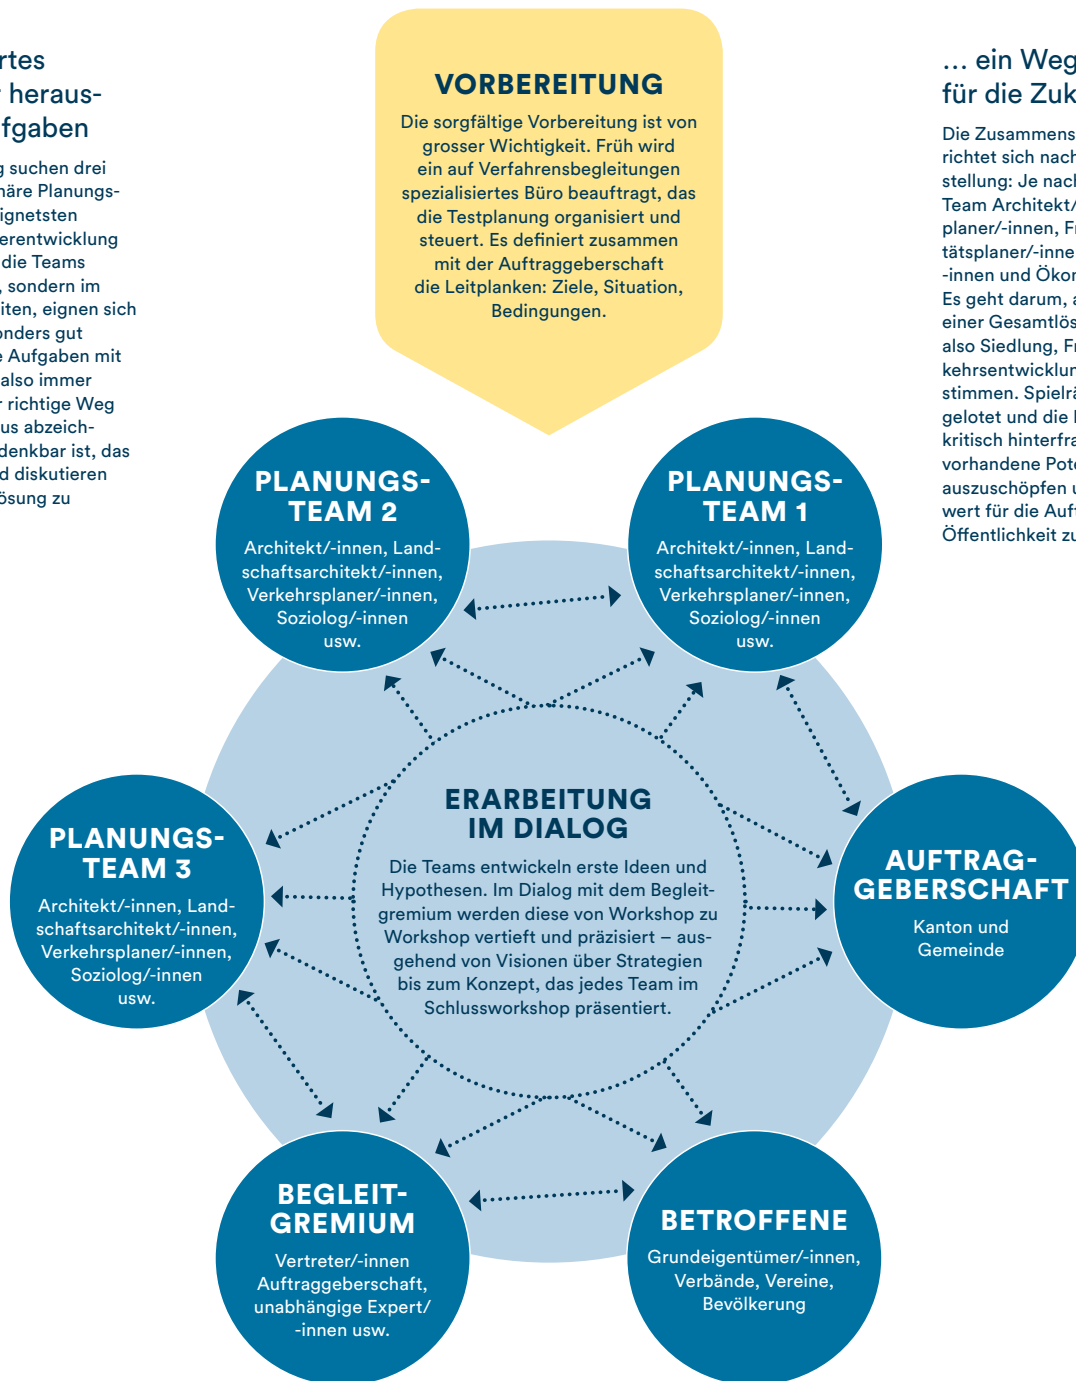 rtes
r heraus-
fgaben
g suchen drei
näre Planungs-
ignetsten
erentwicklung
die Teams
, sondern im
iten, eignen sich
onders gut
e Aufgaben mit
also immer
r richtige Weg
us abzeich-
denkbar ist, das
d diskutieren
ösung zu
VORBEREITUNG
Die sorgfältige Vorbereitung ist von
grosser Wichtigkeit. Früh wird
ein auf Verfahrensbegleitungen
spezialisiertes Büro beauftragt, das
die Testplanung organisiert und
steuert. Es definiert zusammen
mit der Auftraggeberschaft
die Leitplanken: Ziele, Situation,
Bedingungen.
… ein Weg
für die Zuk
Die Zusammens
richtet sich nach
stellung: Je nach
Team Architekt/
planer/-innen, Fr
tätsplaner/-inne
-innen und Ökon
Es geht darum, a
einer Gesamtlös
also Siedlung, Fr
kehrsentwicklun
stimmen. Spielrä
gelotet und die
kritisch hinterfra
vorhandene Pote
auszuschöpfen u
wert für die Auft
Öffentlichkeit zu
PLANUNGS-
TEAM 2
Architekt/-innen, Land-
schaftsarchitekt/-innen,
Verkehrsplaner/-innen,
Soziolog/-innen
usw.
PLANUNGS-
TEAM 1
Architekt/-innen, Land-
schaftsarchitekt/-innen,
Verkehrsplaner/-innen,
Soziolog/-innen
usw.
PLANUNGS-
TEAM 3
Architekt/-innen, Land-
schaftsarchitekt/-innen,
Verkehrsplaner/-innen,
Soziolog/-innen
usw.
ERARBEITUNG
IM DIALOG
Die Teams entwickeln erste Ideen und
Hypothesen. Im Dialog mit dem Begleit-
gremium werden diese von Workshop zu
Workshop vertieft und präzisiert – aus-
gehend von Visionen über Strategien
bis zum Konzept, das jedes Team im
Schlussworkshop präsentiert.
AUFTRAG-
GEBERSCHAFT
Kanton und
Gemeinde
BEGLEIT-
GREMIUM
Vertreter/-innen
Auftraggeberschaft,
unabhängige Expert/
-innen usw.
BETROFFENE
Grundeigentümer/-innen,
Verbände, Vereine,
Bevölkerung